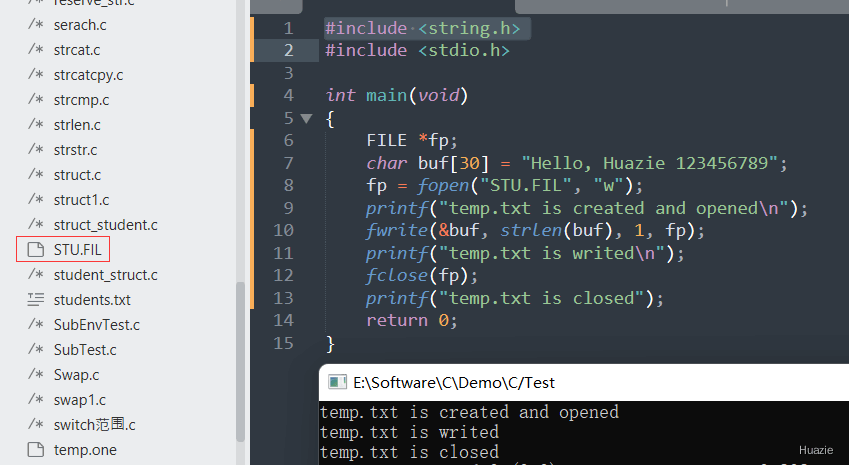 reserve_str.c
/* serach.c
/* strcat.c
/* strcatcpy.c
/* strcmp.c
/* strlen.c
/* strstr.c
/* struct.c
/* struct1.c
/* struct_student.c
STU.FIL
/* student_struct.c
students.txt
/* SubEnvTest.c
/* SubTest.c
/* Swap.c
/* swap1.c
/* switch范围.c
temp.one
1 #include <string.h>
2 #include <stdio.h>
3
4 int main(void)
5 {
6 FILE *fp;
7 char buf[30] = "Hello, Huazie 123456789";
8 fp = fopen("STU.FIL", "w");
9 printf("temp.txt is created and opened\n");
10 fwrite(&buf, strlen(buf), 1, fp);
11 printf("temp.txt is writed\n");
12 fclose(fp);
13 printf("temp.txt is closed");
14 return 0;
15 }
E:\Software\C\Demo\C/Test
temp.txt is created and opened
temp.txt is writed
temp.txt is closed
Huazie